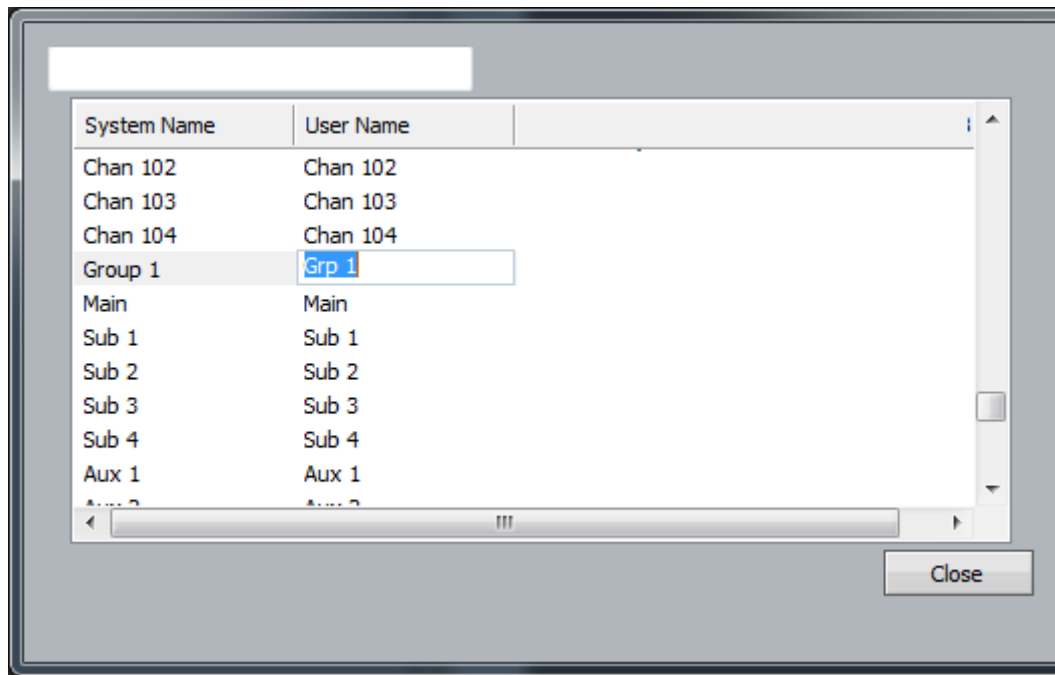 System Name User Name
Chan 102 Chan 102
Chan 103 Chan 103
Chan 104 Chan 104
Group 1 Grp 1
Main Main
Sub 1 Sub 1
Sub 2 Sub 2
Sub 3 Sub 3
Sub 4 Sub 4
Aux 1 Aux 1
Close